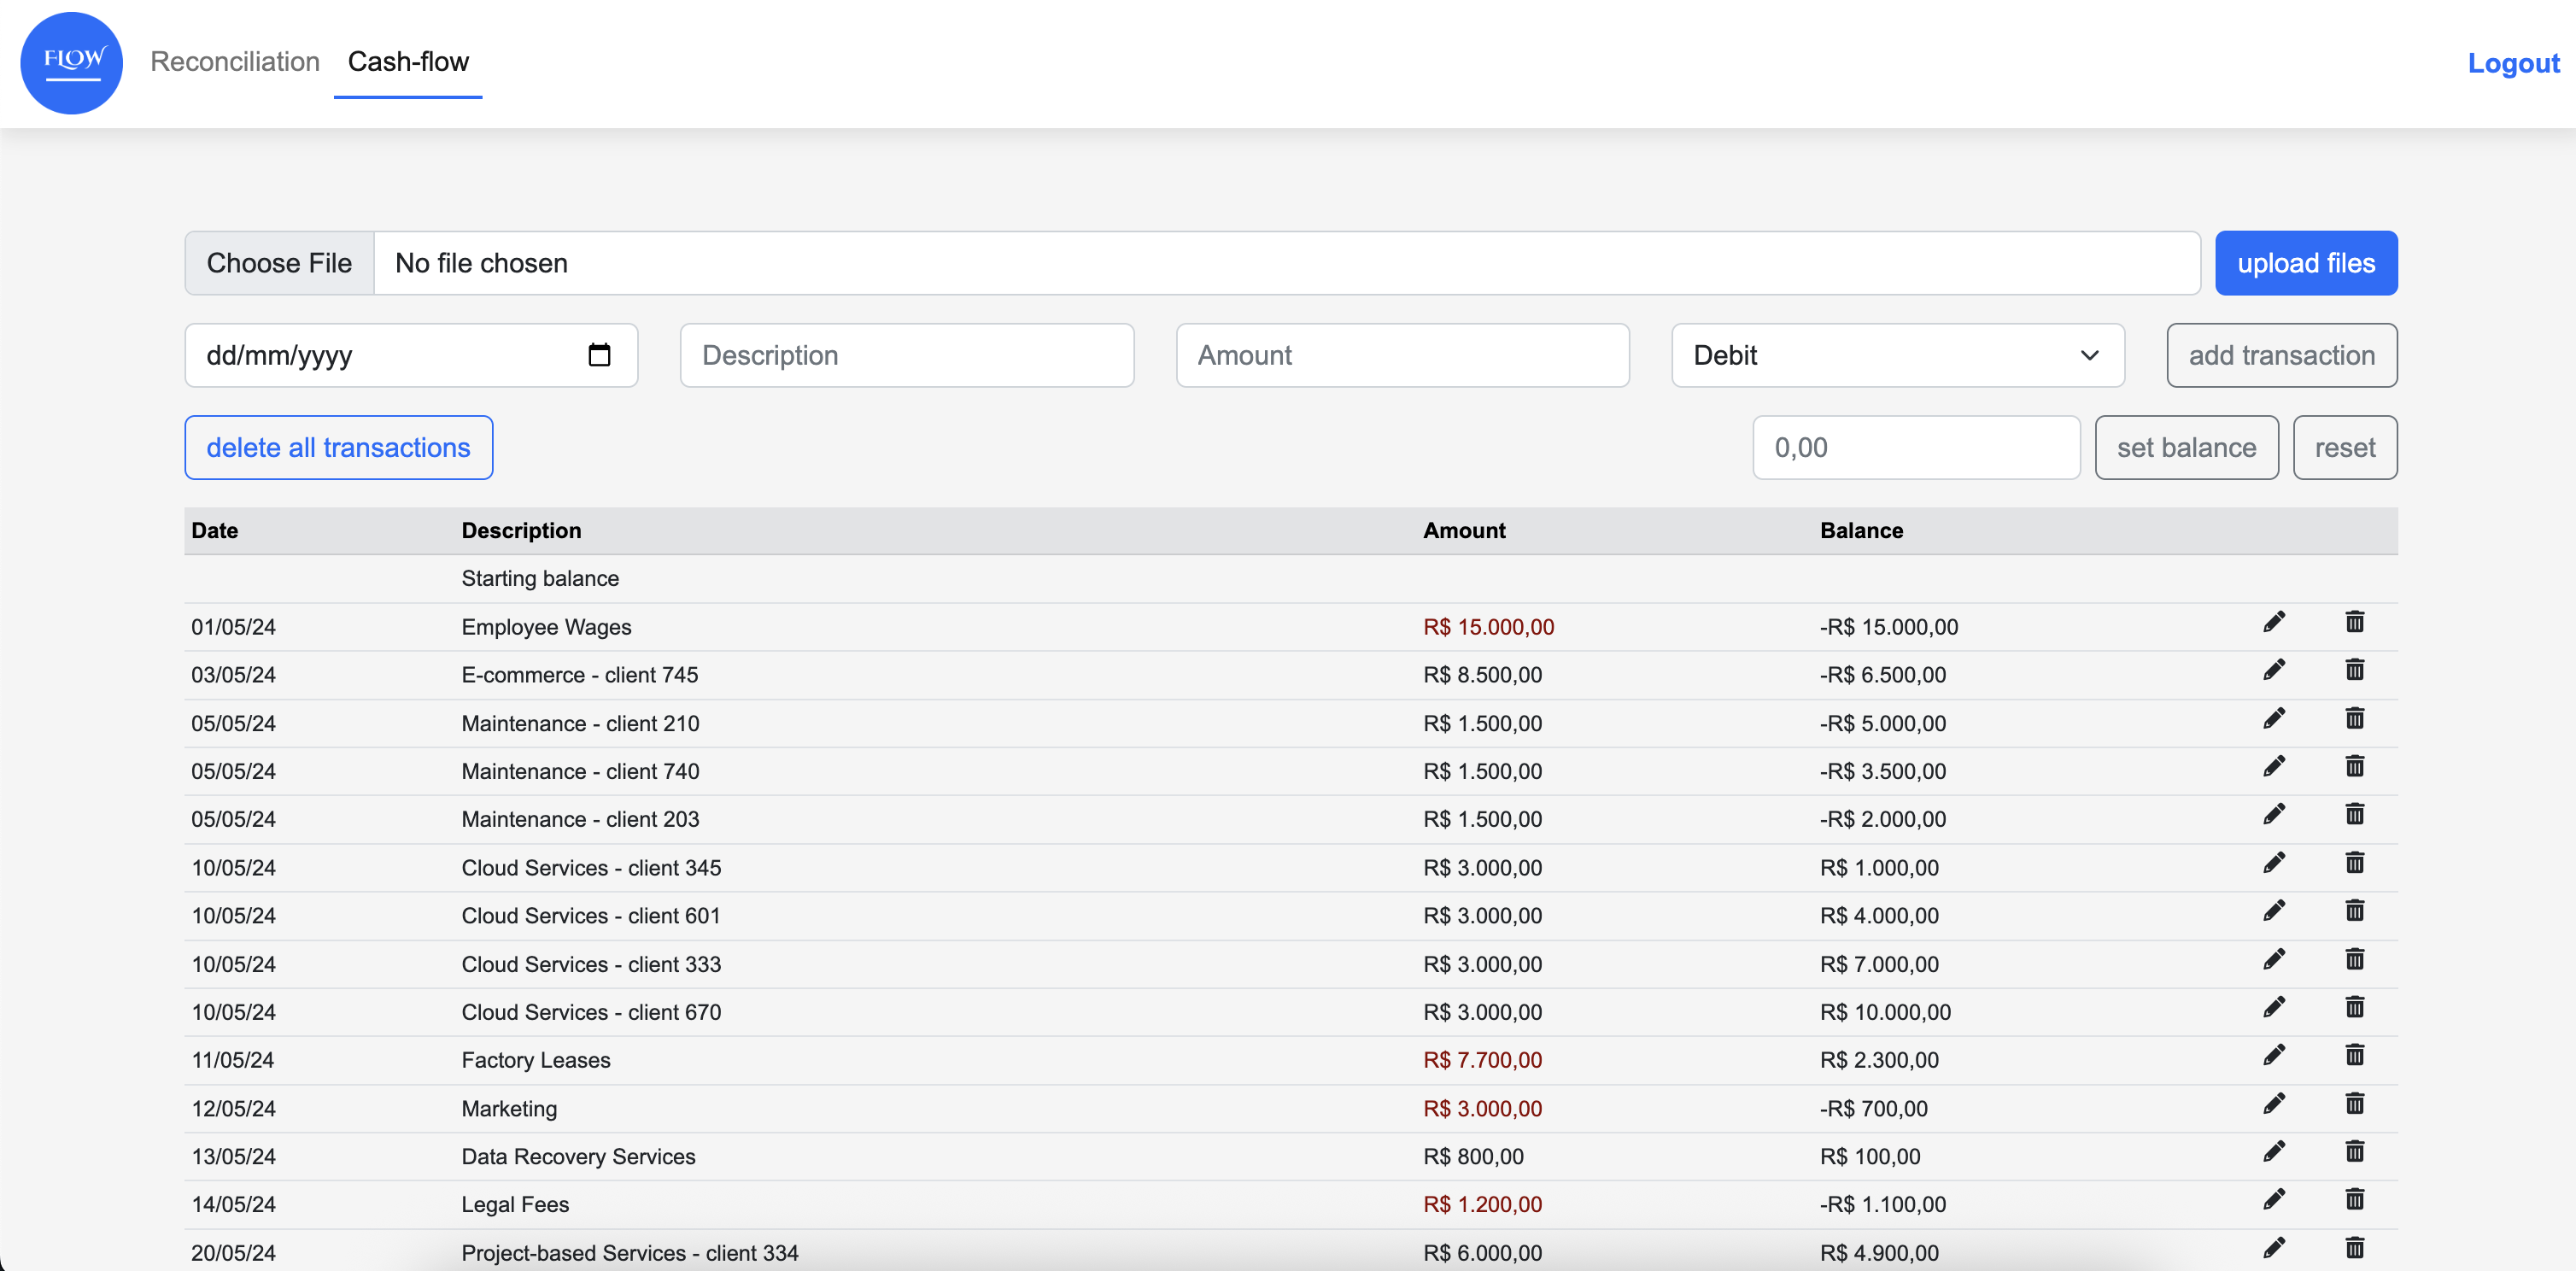 FLOW
Reconciliation Cash-flow Logout
Choose File No file chosen upload files
dd/mm/yyyy Description Amount Debit add transaction
delete all transactions 0,00 set balance reset
Date Description Amount Balance
Starting balance
01/05/24 Employee Wages R$ 15.000,00 -R$ 15.000,00
03/05/24 E-commerce - client 745 R$ 8.500,00 -R$ 6.500,00
05/05/24 Maintenance - client 210 R$ 1.500,00 -R$ 5.000,00
05/05/24 Maintenance - client 740 R$ 1.500,00 -R$ 3.500,00
05/05/24 Maintenance - client 203 R$ 1.500,00 -R$ 2.000,00
10/05/24 Cloud Services - client 345 R$ 3.000,00 R$ 1.000,00
10/05/24 Cloud Services - client 601 R$ 3.000,00 R$ 4.000,00
10/05/24 Cloud Services - client 333 R$ 3.000,00 R$ 7.000,00
10/05/24 Cloud Services - client 670 R$ 3.000,00 R$ 10.000,00
11/05/24 Factory Leases R$ 7.700,00 R$ 2.300,00
12/05/24 Marketing R$ 3.000,00 -R$ 700,00
13/05/24 Data Recovery Services R$ 800,00 R$ 100,00
14/05/24 Legal Fees R$ 1.200,00 -R$ 1.100,00
20/05/24 Project-based Services - client 334 R$ 6.000,00 R$ 4.900,00